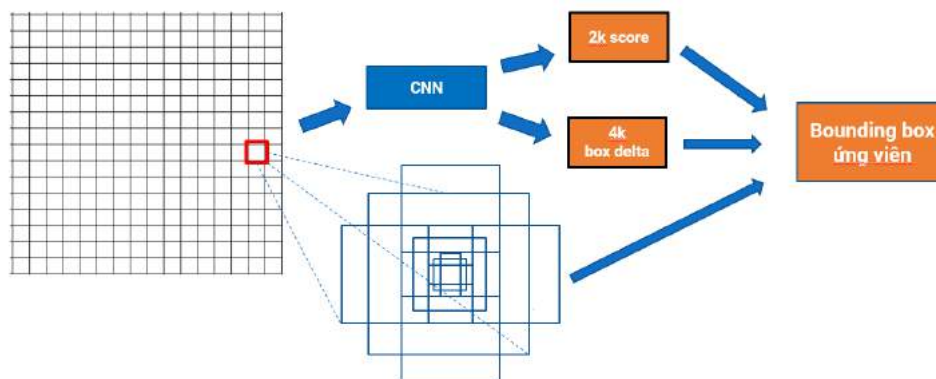 2k score
CNN
4k
box delta
Bounding box
ứng viên